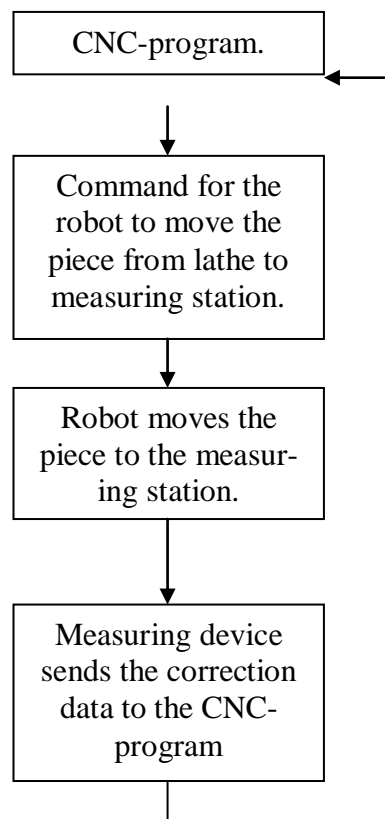 CNC-program.
Command for the
robot to move the
piece from lathe to
measuring station.
Robot moves the
piece to the measur-
ing station.
Measuring device
sends the correction
data to the CNC-
program